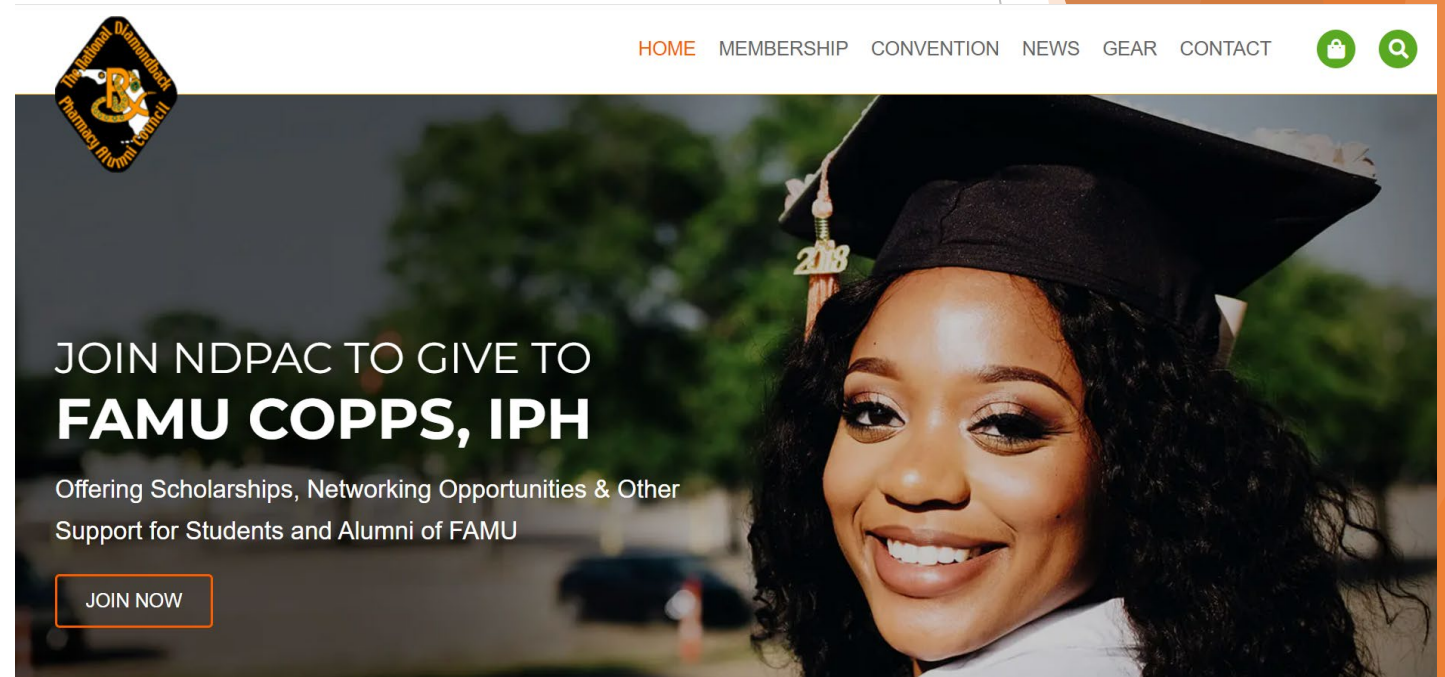 The National Diamondback
Pharmacy Alumni Council
Rx
HOME MEMBERSHIP CONVENTION NEWS GEAR CONTACT
2018
JOIN NDPAC TO GIVE TO
FAMU COPPS, IPH
Offering Scholarships, Networking Opportunities & Other
Support for Students and Alumni of FAMU
JOIN NOW